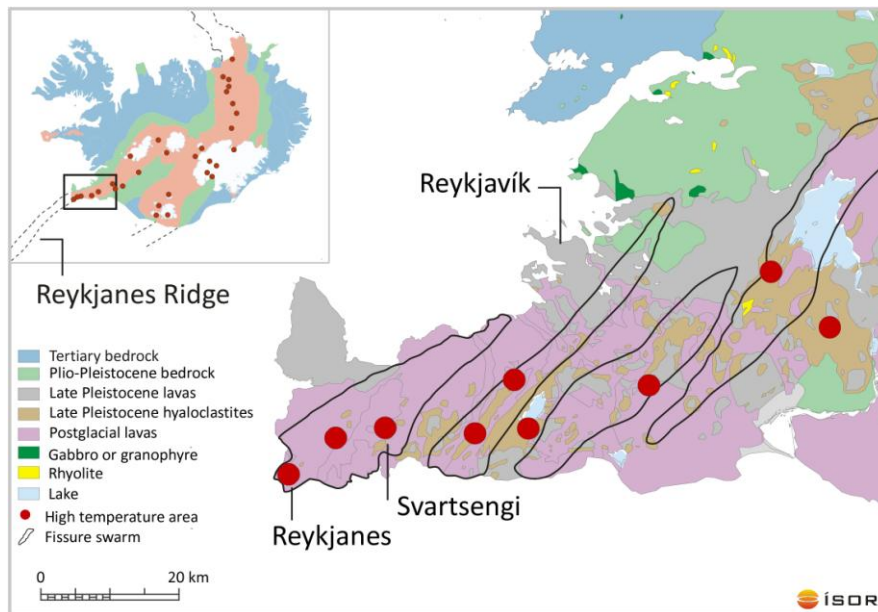 Reykjanes Ridge
Reykjavík
Tertiary bedrock
Plio-Pleistocene bedrock
Late Pleistocene lavas
Late Pleistocene hyaloclastites
Postglacial lavas
Gabbro or granophyre
Rhyolite
Lake
High temperature area
Fissure swarm
Svartsengi
Reykjanes
0 20 km
ÍSOR